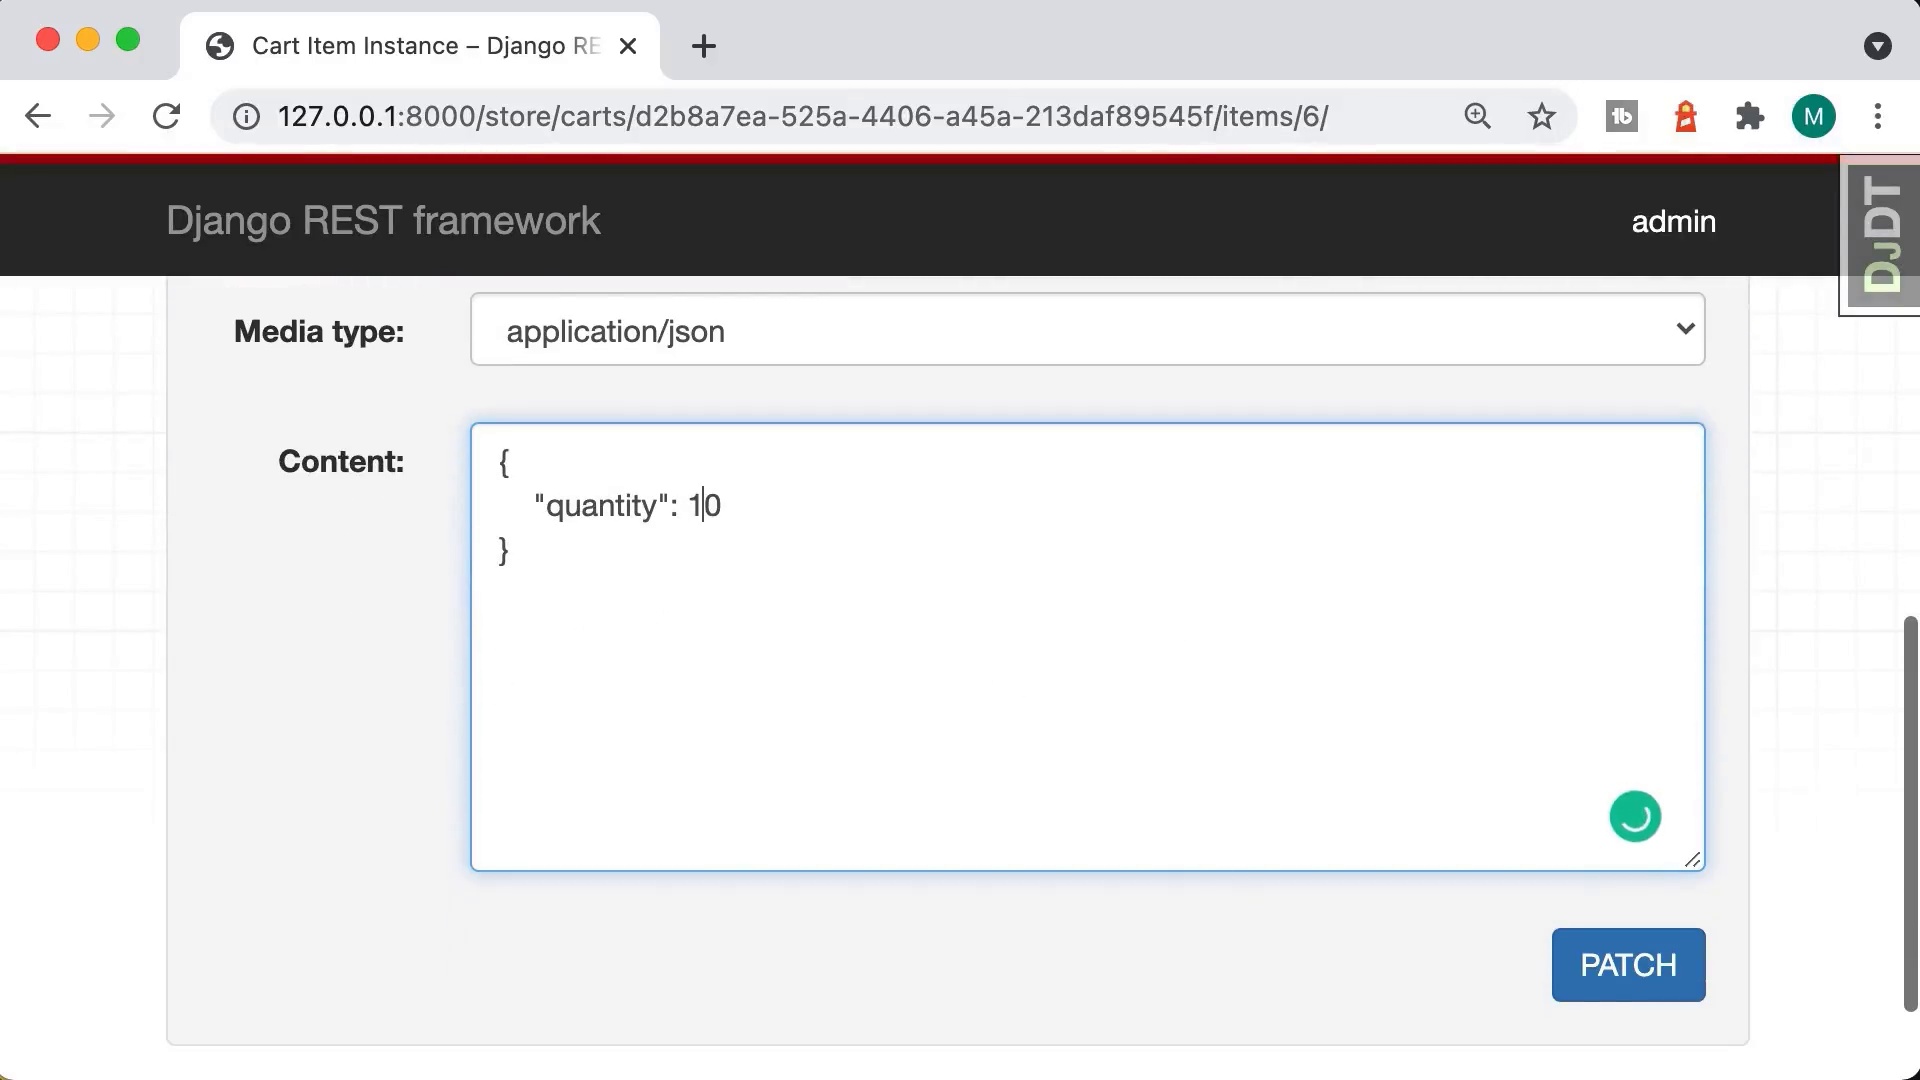 Cart Item Instance – Django RE
127.0.0.1:8000/store/carts/d2b8a7ea-525a-4406-a45a-213daf89545f/items/6/
M
Django REST framework
admin
DJDT
Media type:
application/json
Content:
{
"quantity": 10
}
PATCH